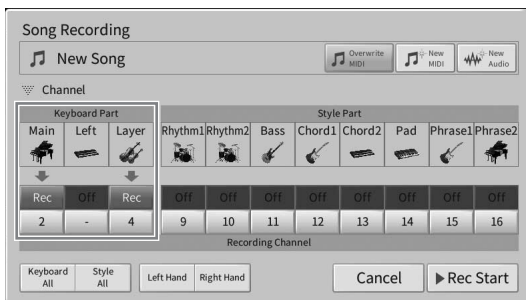 Song Recording
New Song
Overwrite MIDI
New MIDI
New Audio
Channel
Keyboard Part
Style Part
Main Left Layer Rhythm1 Rhythm2 Bass Chord1 Chord2 Pad Phrase1 Phrase2
Rec Off Rec Off Off Off Off Off Off Off Off
2 - 4 9 10 11 12 13 14 15 16
Recording Channel
Keyboard All
Style All
Left Hand
Right Hand
Cancel
Rec Start